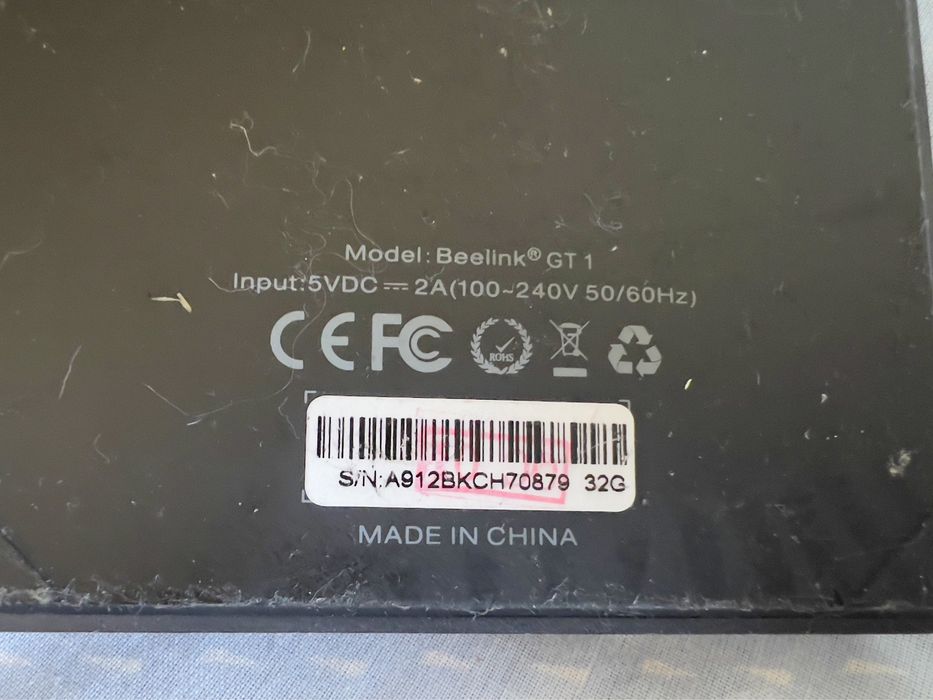 Model: Beelink® GT 1
Input:5VDC ⎓ 2A(100~240V 50/60Hz)
CE FC ROHS
S/N:A912BKCH70879 32G
MADE IN CHINA